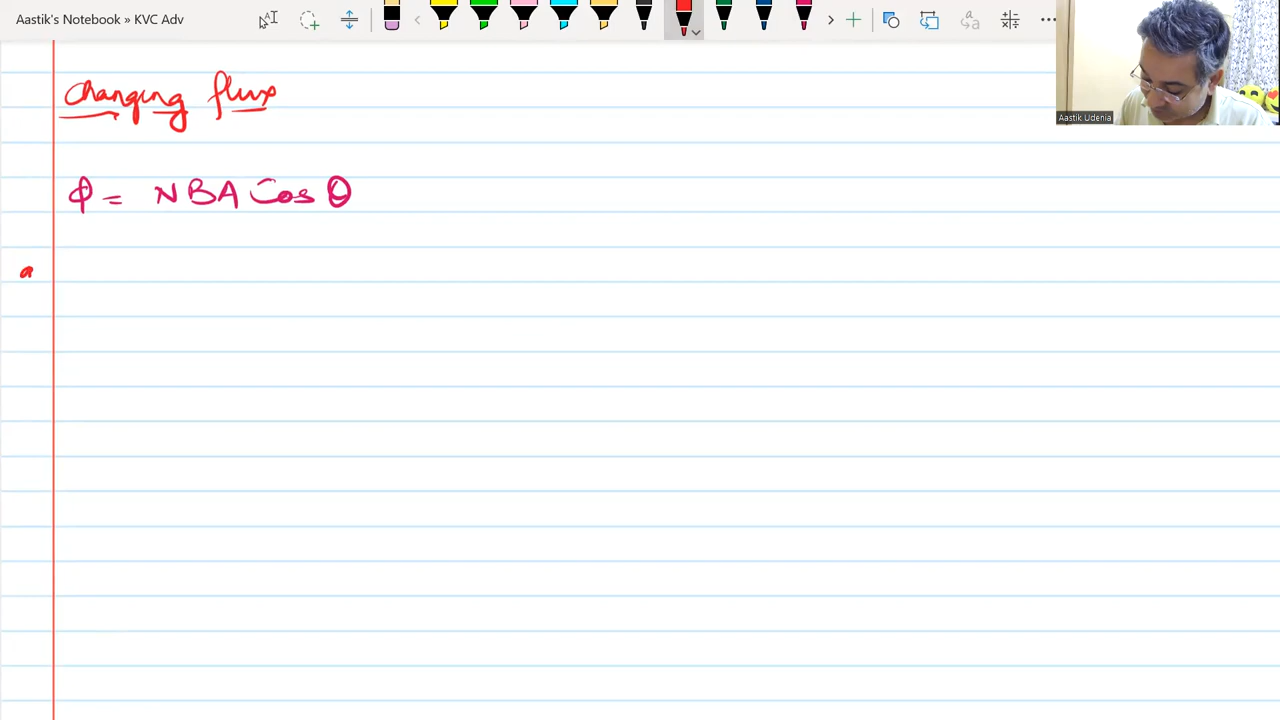 Aastik's Notebook » KVC Adv
Aastik Udenia
Changing flux
Φ = NBA Cos θ
a